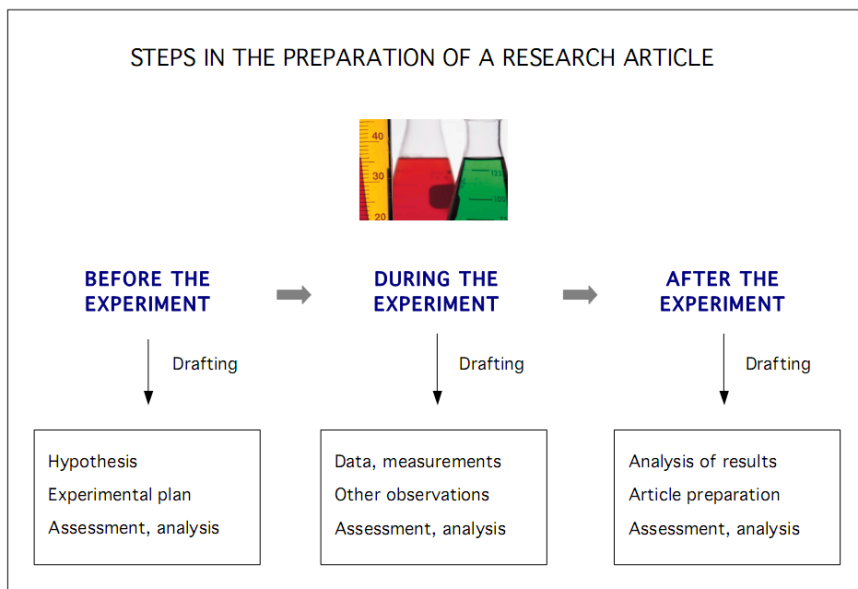 STEPS IN THE PREPARATION OF A RESEARCH ARTICLE
40
30
20
125
100
BEFORE THE
EXPERIMENT
DURING THE
EXPERIMENT
AFTER THE
EXPERIMENT
Drafting
Drafting
Drafting
Hypothesis
Experimental plan
Assessment, analysis
Data, measurements
Other observations
Assessment, analysis
Analysis of results
Article preparation
Assessment, analysis